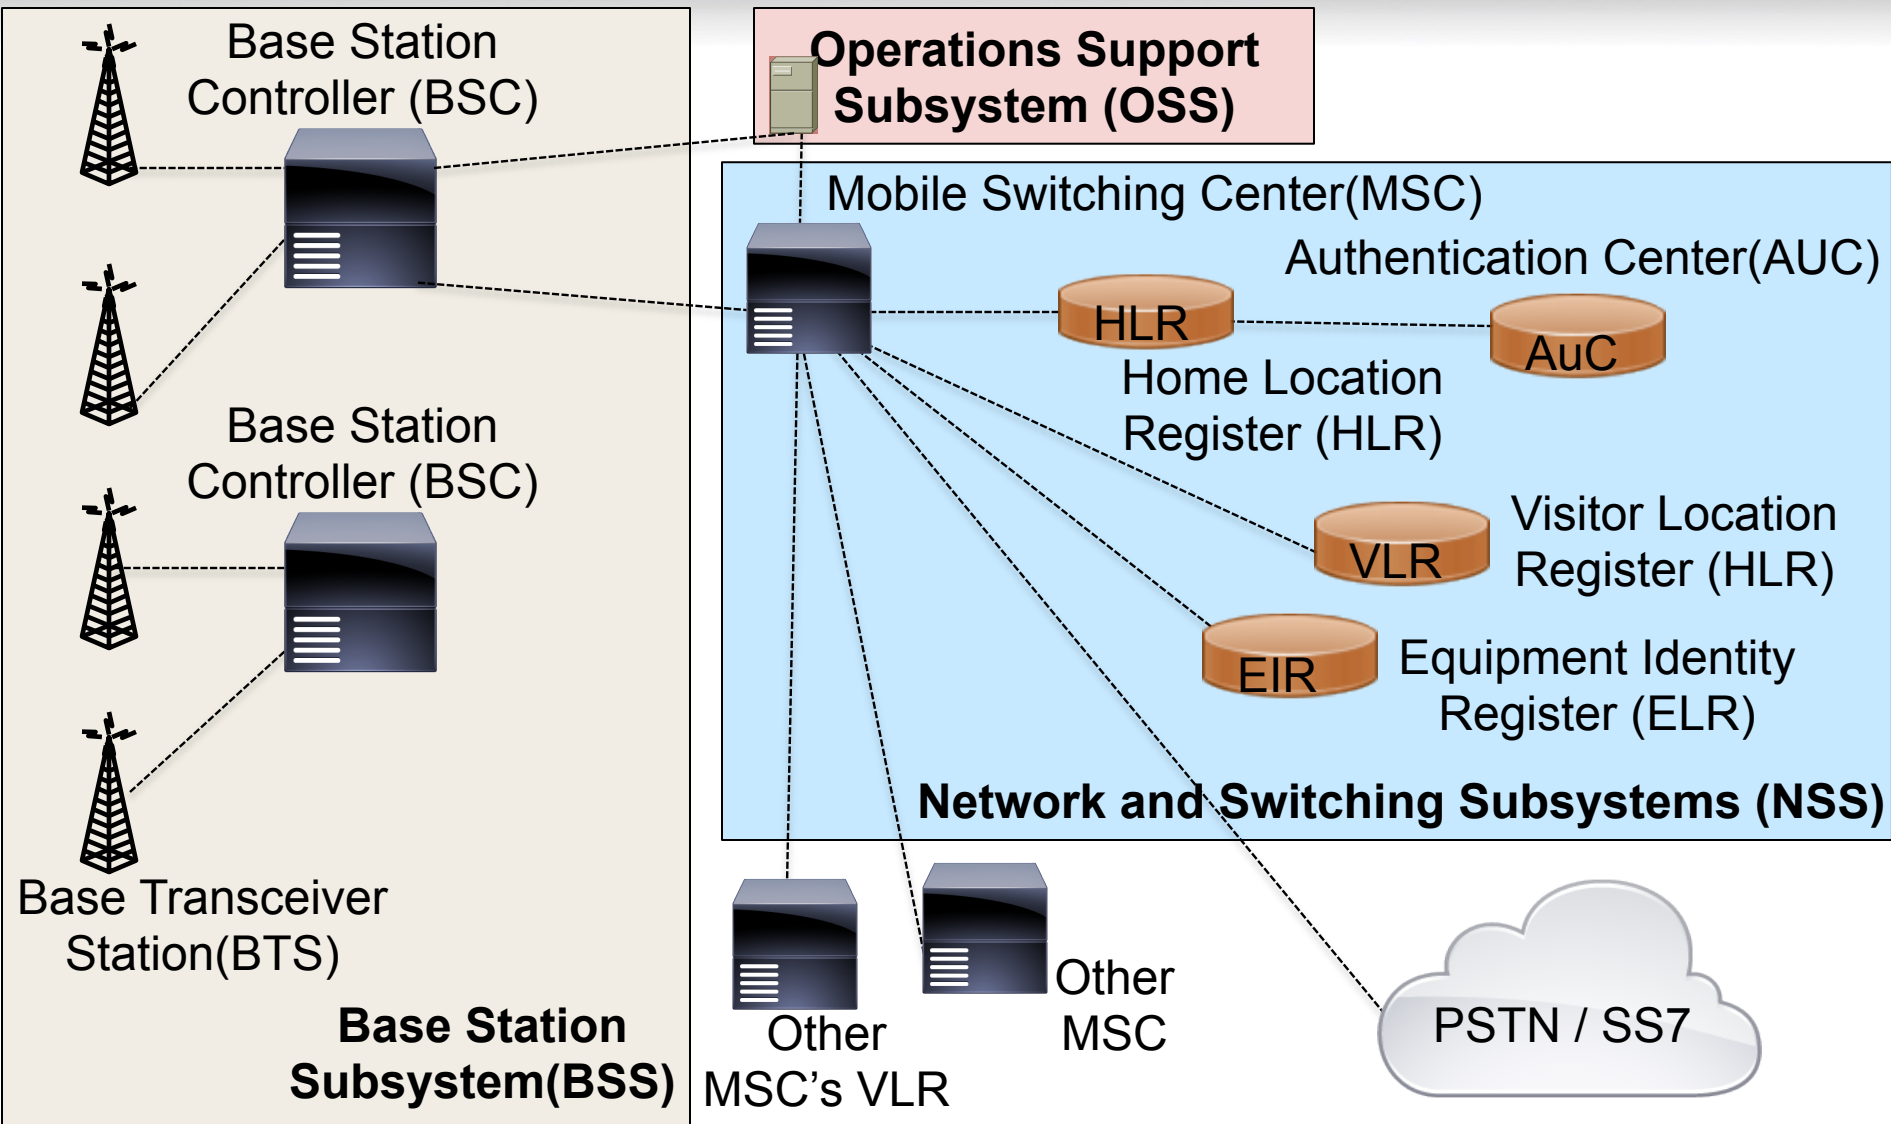 Base Station
Controller (BSC)
Base Station
Controller (BSC)
Base Transceiver
Station(BTS)
Base Station
Subsystem(BSS)
Operations Support
Subsystem (OSS)
Mobile Switching Center(MSC)
Authentication Center(AUC)
HLR
AuC
Home Location
Register (HLR)
VLR
Visitor Location
Register (HLR)
EIR
Equipment Identity
Register (ELR)
Network and Switching Subsystems (NSS)
Other
MSC’s VLR
Other
MSC
PSTN / SS7